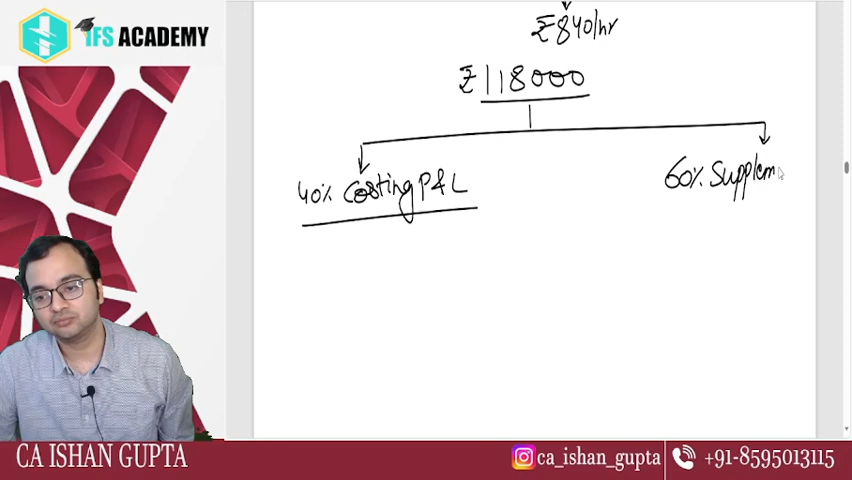 IFS ACADEMY
₹840/hr
₹118000
40% Costing P & L
60% Supplem
CA ISHAN GUPTA
ca_ishan_gupta
+91-8595013115